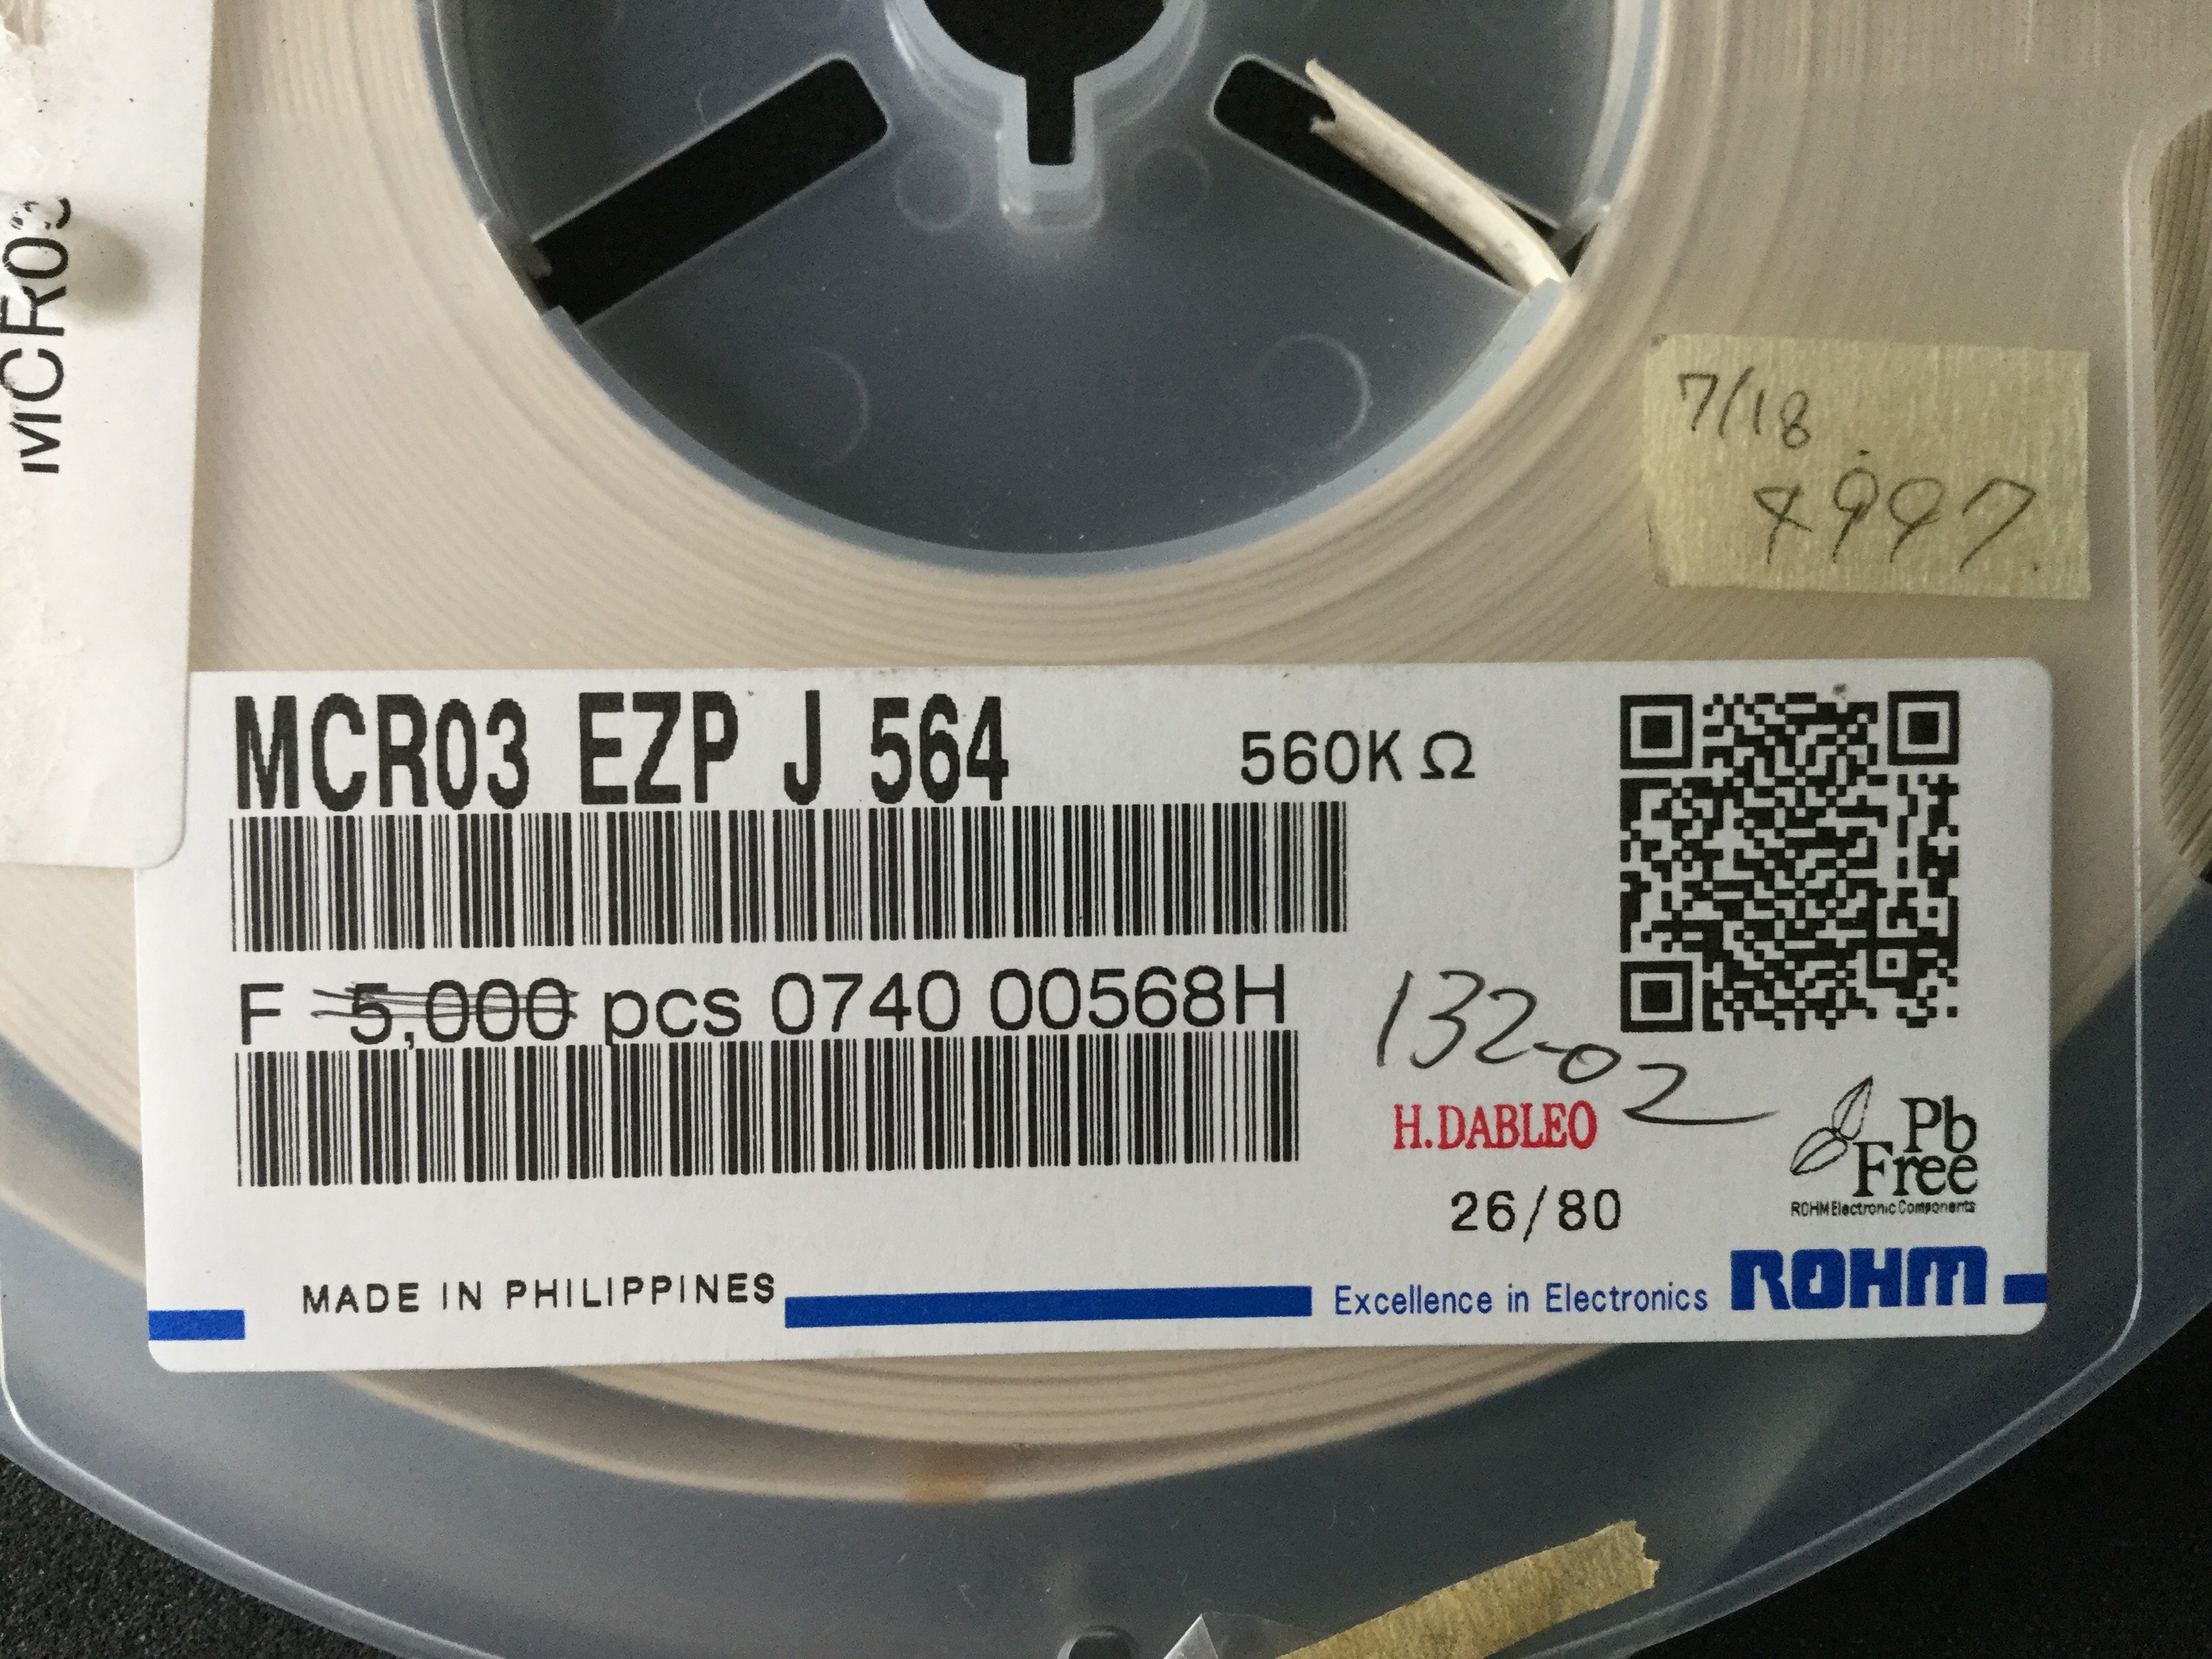 MCR03
7/18
4997
MCR03 EZP J 564 560KΩ
F 5,000 pcs 0740 00568H
132-02
H.DABLEO
26/80
Pb
Free
ROHM Electronic Components
MADE IN PHILIPPINES
Excellence in Electronics ROHM